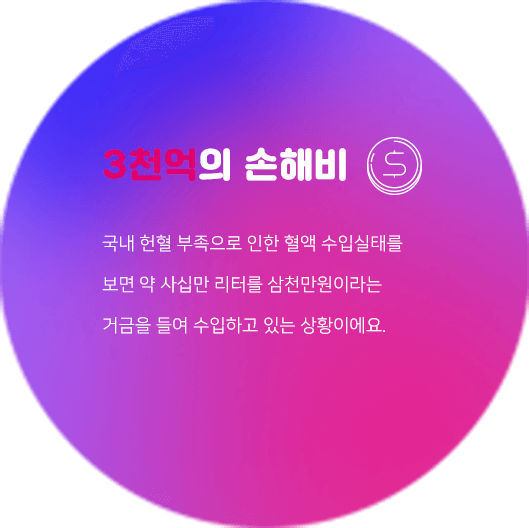 3천억의 손해비
국내 헌혈 부족으로 인한 혈액 수입실태를
보면 약 사십만 리터를 삼천만원이라는
거금을 들여 수입하고 있는 상황이에요.